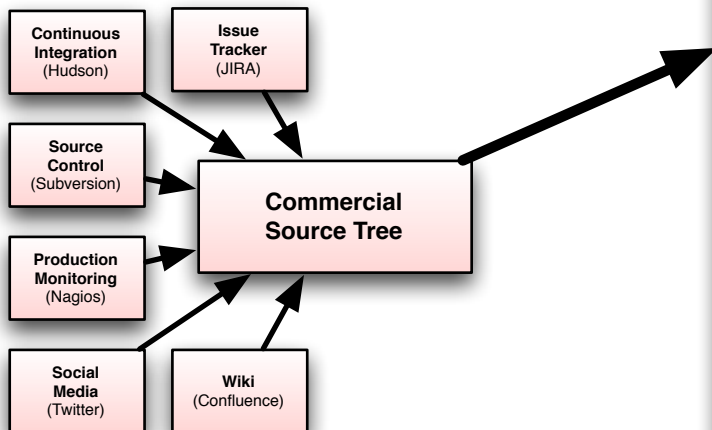 Continuous
Integration
(Hudson)
Issue
Tracker
(JIRA)
Source
Control
(Subversion)
Commercial
Source Tree
Production
Monitoring
(Nagios)
Social
Media
(Twitter)
Wiki
(Confluence)